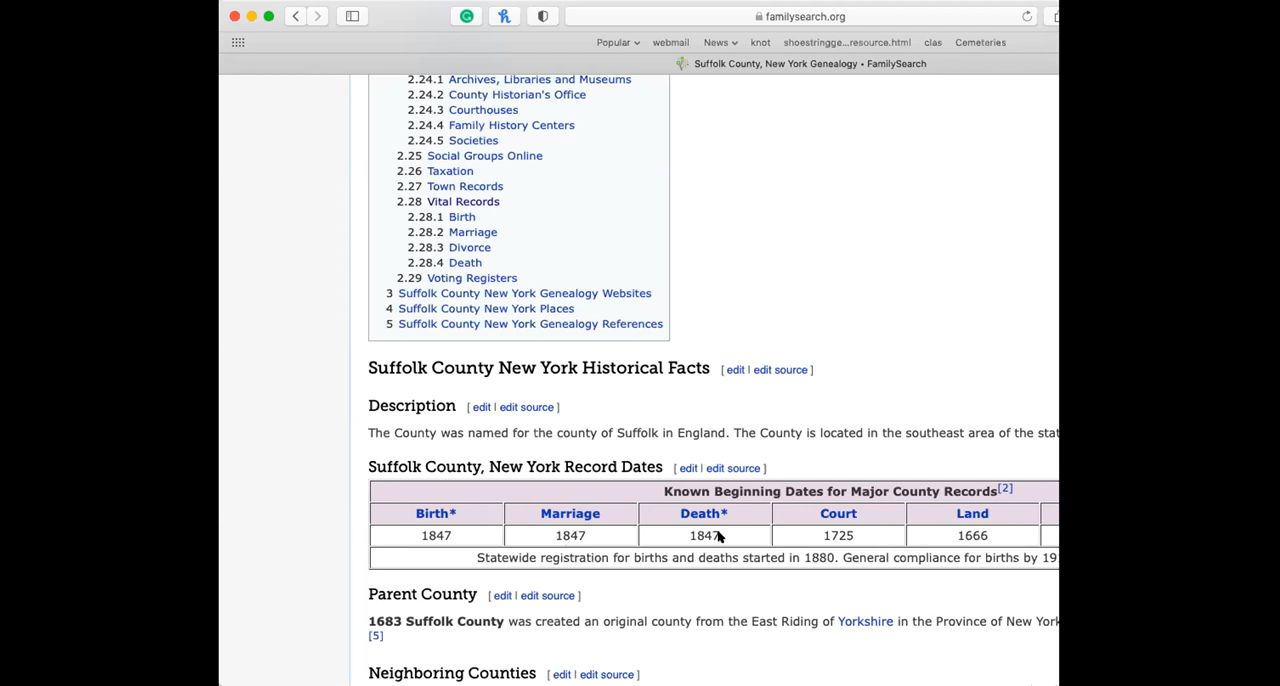 familysearch.org
Popular webmail News knot shoestringge...resource.html clas Cemeteries
Suffolk County, New York Genealogy • FamilySearch
2.24.1 Archives, Libraries and Museums
2.24.2 County Historian's Office
2.24.3 Courthouses
2.24.4 Family History Centers
2.24.5 Societies
2.25 Social Groups Online
2.26 Taxation
2.27 Town Records
2.28 Vital Records
2.28.1 Birth
2.28.2 Marriage
2.28.3 Divorce
2.28.4 Death
2.29 Voting Registers
3 Suffolk County New York Genealogy Websites
4 Suffolk County New York Places
5 Suffolk County New York Genealogy References
Suffolk County New York Historical Facts [ edit | edit source ]
Description [ edit | edit source ]
The County was named for the county of Suffolk in England. The County is located in the southeast area of the stat
Suffolk County, New York Record Dates [ edit | edit source ]
Known Beginning Dates for Major County Records[2]
Birth* Marriage Death* Court Land
1847 1847 1847 1725 1666
Statewide registration for births and deaths started in 1880. General compliance for births by 19
Parent County [ edit | edit source ]
1683 Suffolk County was created an original county from the East Riding of Yorkshire in the Province of New York
[5]
Neighboring Counties [ edit | edit source ]